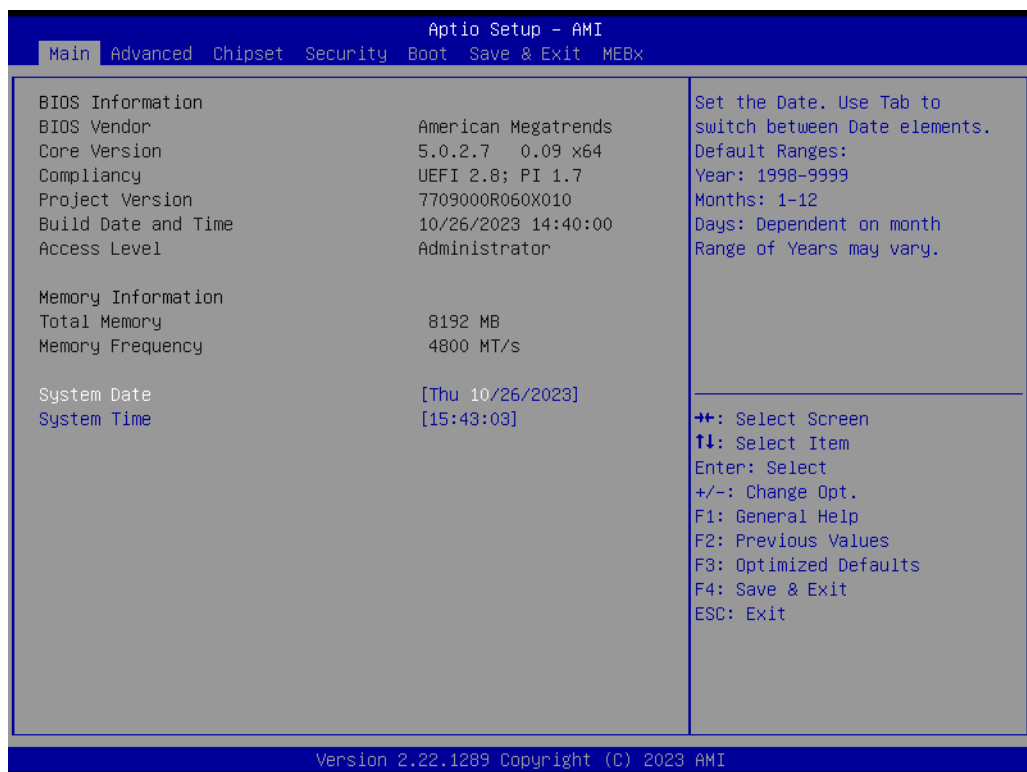 Aptio Setup – AMI
Main Advanced Chipset Security Boot Save & Exit MEBx
BIOS Information
BIOS Vendor American Megatrends
Core Version 5.0.2.7 0.09 x64
Compliancy UEFI 2.8; PI 1.7
Project Version 7709000R060X010
Build Date and Time 10/26/2023 14:40:00
Access Level Administrator
Memory Information
Total Memory 8192 MB
Memory Frequency 4800 MT/s
System Date [Thu 10/26/2023]
System Time [15:43:03]
Set the Date. Use Tab to
switch between Date elements.
Default Ranges:
Year: 1998-9999
Months: 1-12
Days: Dependent on month
Range of Years may vary.
→←: Select Screen
↑↓: Select Item
Enter: Select
+/-: Change Opt.
F1: General Help
F2: Previous Values
F3: Optimized Defaults
F4: Save & Exit
ESC: Exit
Version 2.22.1289 Copyright (C) 2023 AMI